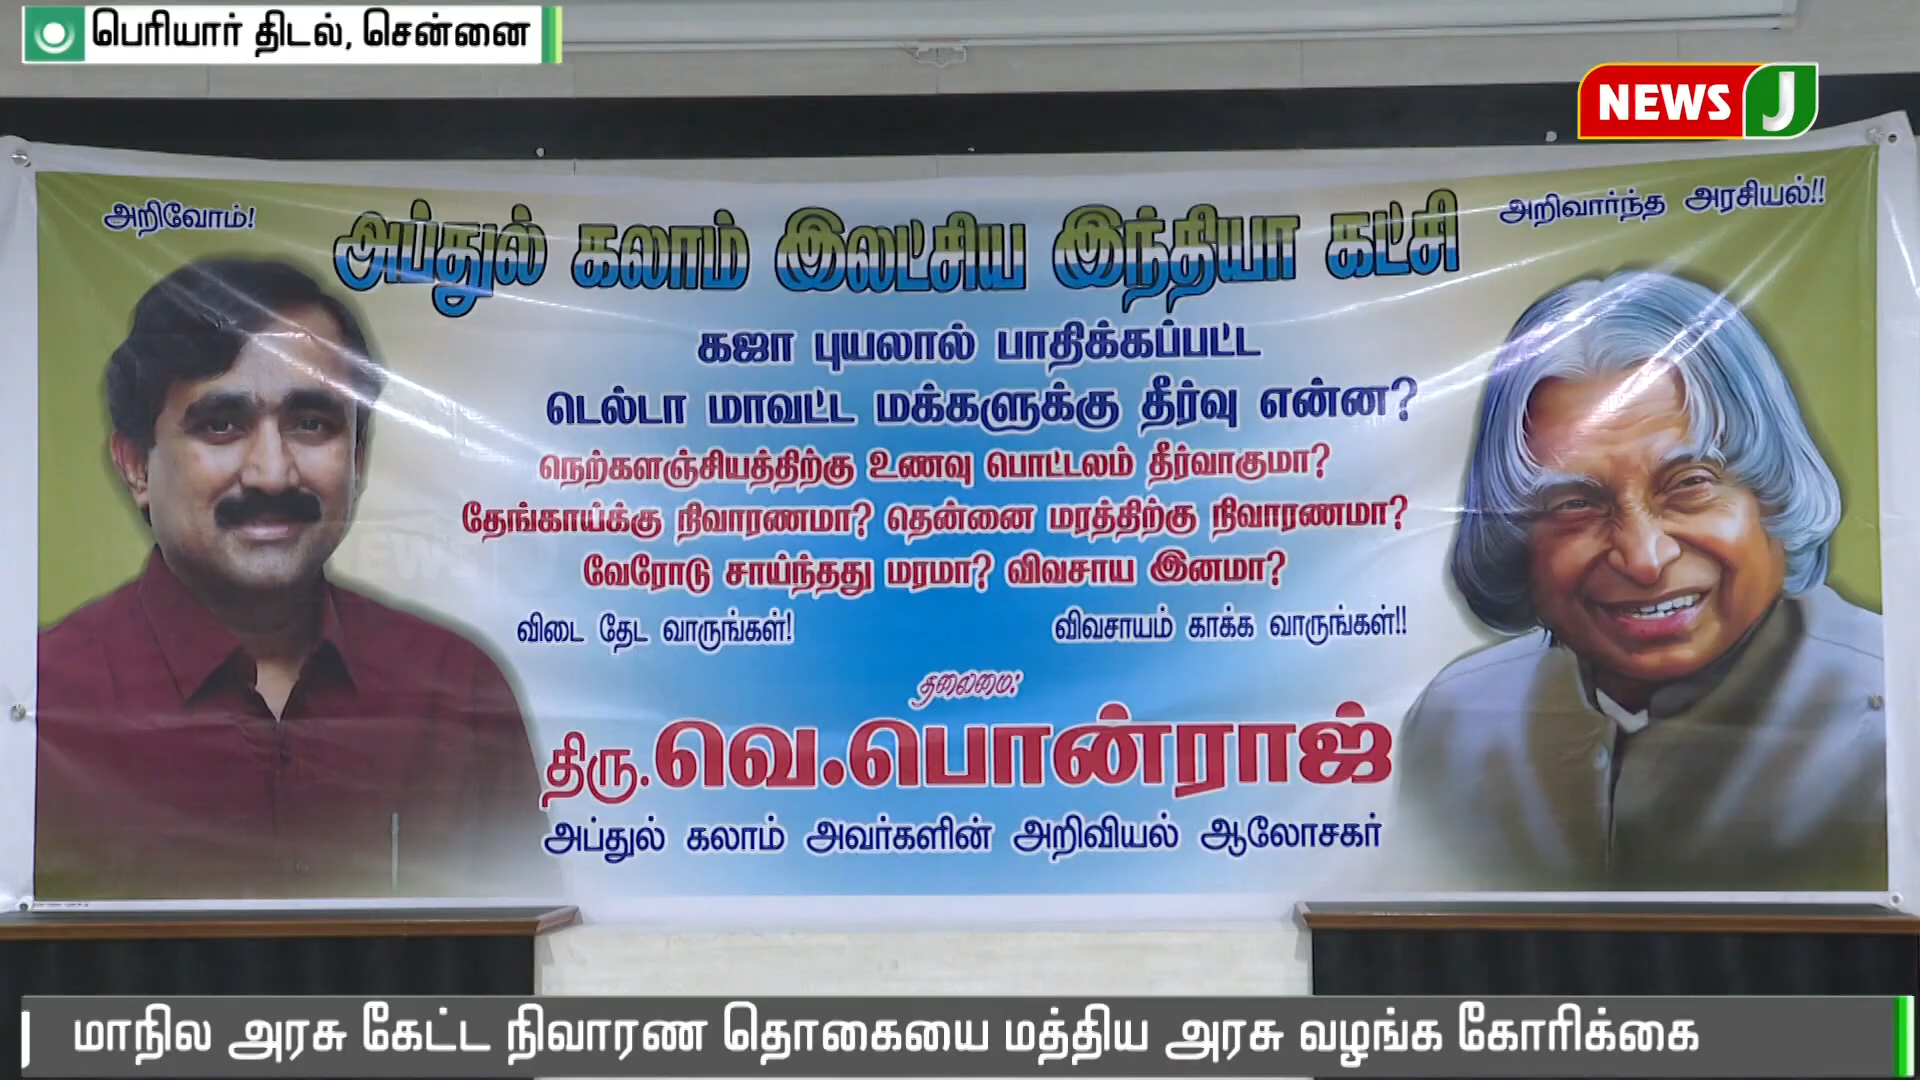 பெரியார் திடல், சென்னை
NEWS J
அறிவோம்!
அறிவார்ந்த அரசியல்!!
அப்துல் கலாம் இலட்சிய இந்தியா கட்சி
கஜா புயலால் பாதிக்கப்பட்ட
டெல்டா மாவட்ட மக்களுக்கு தீர்வு என்ன?
நெற்களஞ்சியத்திற்கு உணவு பொட்டலம் தீர்வாகுமா?
தேங்காய்க்கு நிவாரணமா? தென்னை மரத்திற்கு நிவாரணமா?
வேரோடு சாய்ந்தது மரமா? விவசாய இனமா?
விடை தேட வாருங்கள்!
விவசாயம் காக்க வாருங்கள்!!
தலைமை:
திரு.வெ.பொன்ராஜ்
அப்துல் கலாம் அவர்களின் அறிவியல் ஆலோசகர்
மாநில அரசு கேட்ட நிவாரண தொகையை மத்திய அரசு வழங்க கோரிக்கை